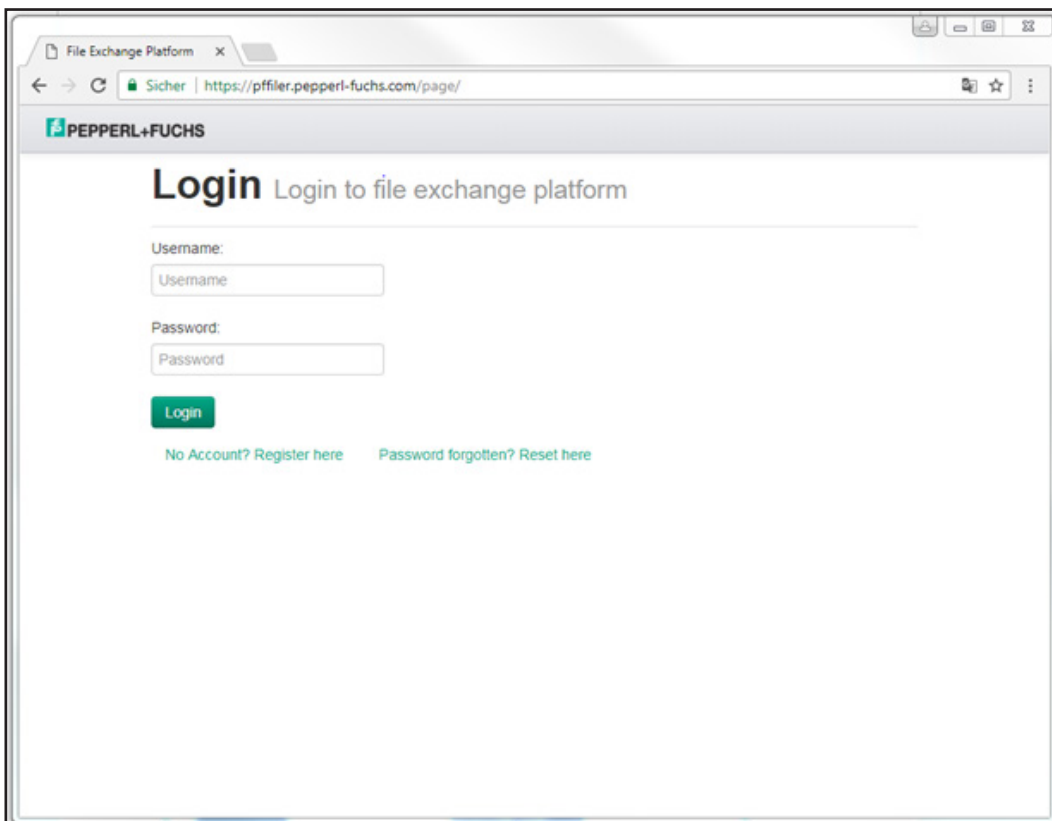 File Exchange Platform
Sicher | https://pffiler.pepperl-fuchs.com/page/
PEPPERL+FUCHS
Login Login to file exchange platform
Username:
Username
Password:
Password
Login
No Account? Register here Password forgotten? Reset here